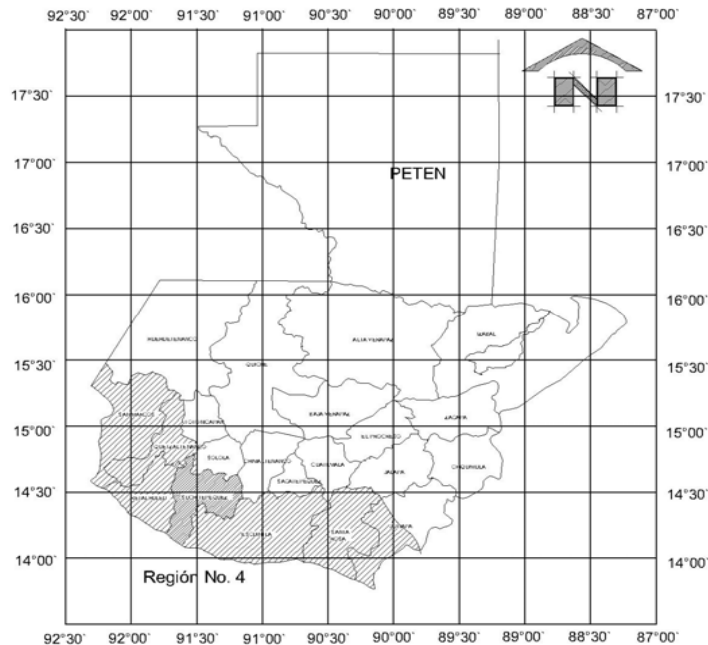 92°30` 92°00` 91°30` 91°00` 90°30` 90°00` 89°30` 89°00` 88°30` 87°00`
N
17°30` 17°30`
PETEN
17°00` 17°00`
16°30` 16°30`
16°00` 16°00`
IZABAL
HUEHUETENANGO ALTA VERAPAZ
15°30` 15°30`
QUICHE
SAN MARCOS BAJA VERAPAZ ZACAPA
15°00` 15°00`
EL PROGRESO
QUETZALTENANGO
SOLOLA CHIMALTENANGO GUATEMALA JALAPA CHIQUIMULA
SACATEPEQUEZ
14°30` 14°30`
RETALHULEU SUCHITEPEQUEZ
ESCUINTLA SANTA ROSA
14°00` 14°00`
Región No. 4
92°30` 92°00` 91°30` 91°00` 90°30` 90°00` 89°30` 89°00` 88°30` 87°00`